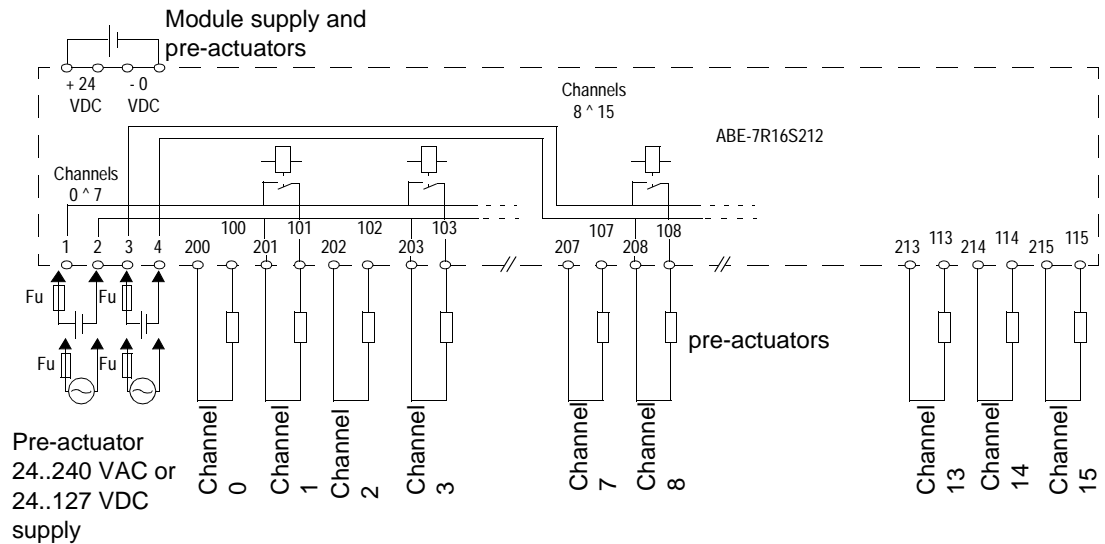 Module supply and
pre-actuators
+ 24
VDC
- 0
VDC
Channels
8 ^ 15
ABE-7R16S212
Channels
0 ^ 7
100 101 102 103 107 108 113 114 115
1 2 3 4 200 201 202 203 207 208 213 214 215
Fu Fu
Fu Fu
pre-actuators
Pre-actuator
24..240 VAC or
24..127 VDC
supply
Channel
0
Channel
1
Channel
2
Channel
3
Channel
7
Channel
8
Channel
13
Channel
14
Channel
15